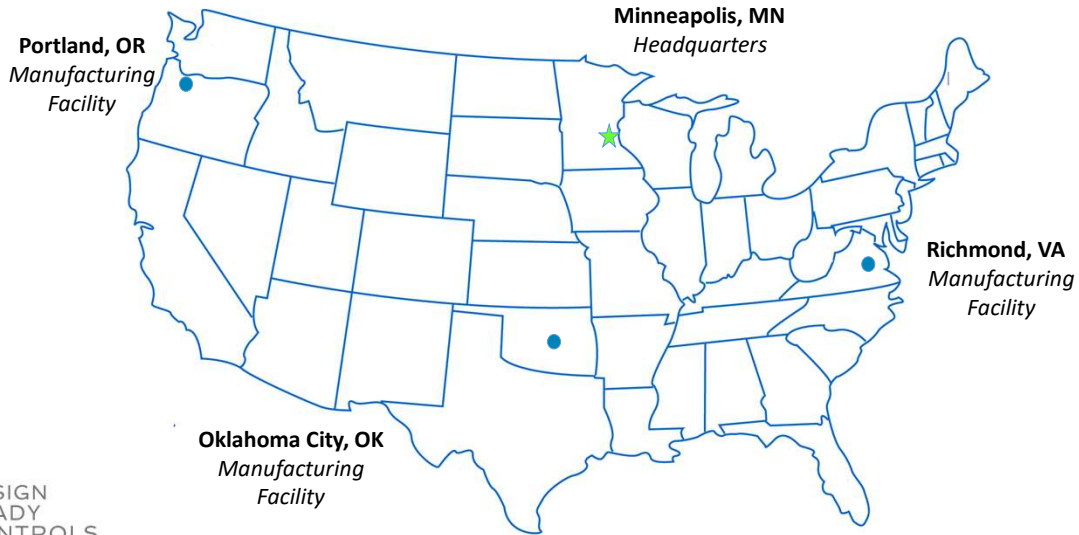 Minneapolis, MN
Headquarters
Portland, OR
Manufacturing
Facility
Richmond, VA
Manufacturing
Facility
Oklahoma City, OK
Manufacturing
Facility